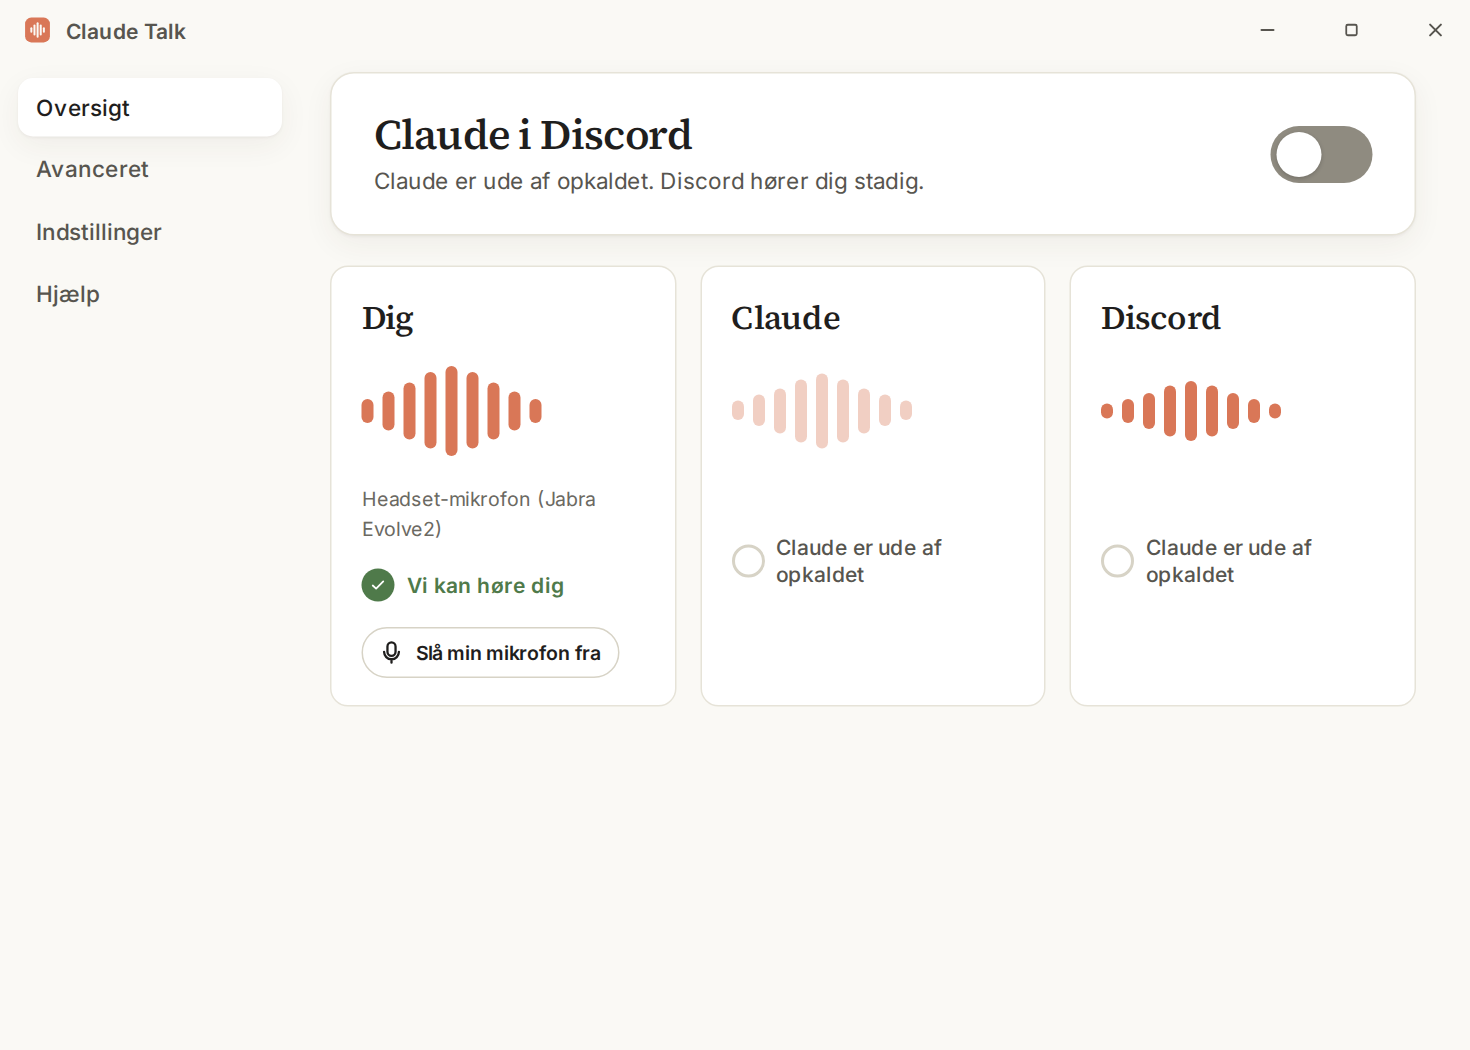 Claude Talk
Oversigt
Avanceret
Indstillinger
Hjælp
Claude i Discord
Claude er ude af opkaldet. Discord hører dig stadig.
Dig
Headset-mikrofon (Jabra
Evolve2)
Vi kan høre dig
Slå min mikrofon fra
Claude
Claude er ude af
opkaldet
Discord
Claude er ude af
opkaldet